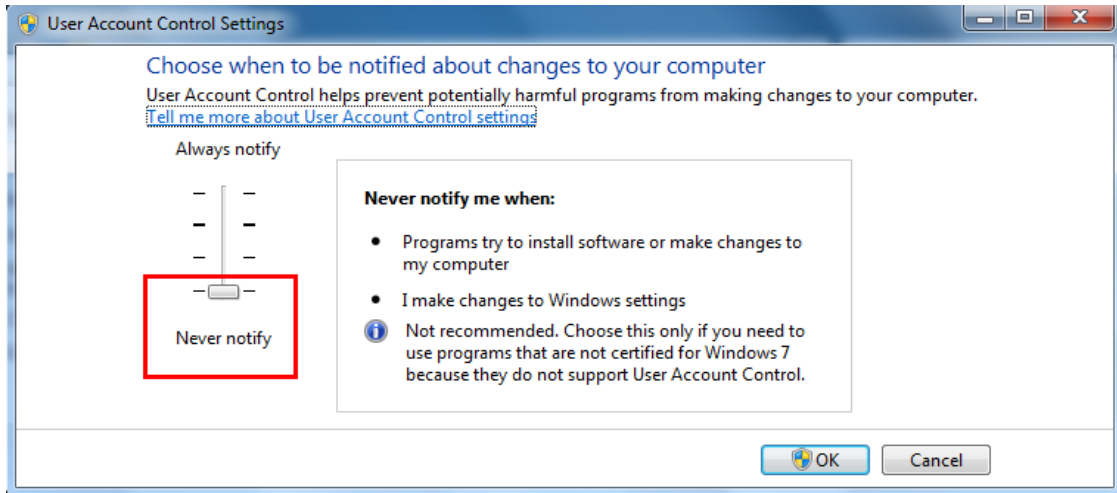 User Account Control Settings
Choose when to be notified about changes to your computer
User Account Control helps prevent potentially harmful programs from making changes to your computer.
Tell me more about User Account Control settings
Always notify
Never notify me when:
Programs try to install software or make changes to
my computer
I make changes to Windows settings
Never notify
Not recommended. Choose this only if you need to
use programs that are not certified for Windows 7
because they do not support User Account Control.
OK
Cancel